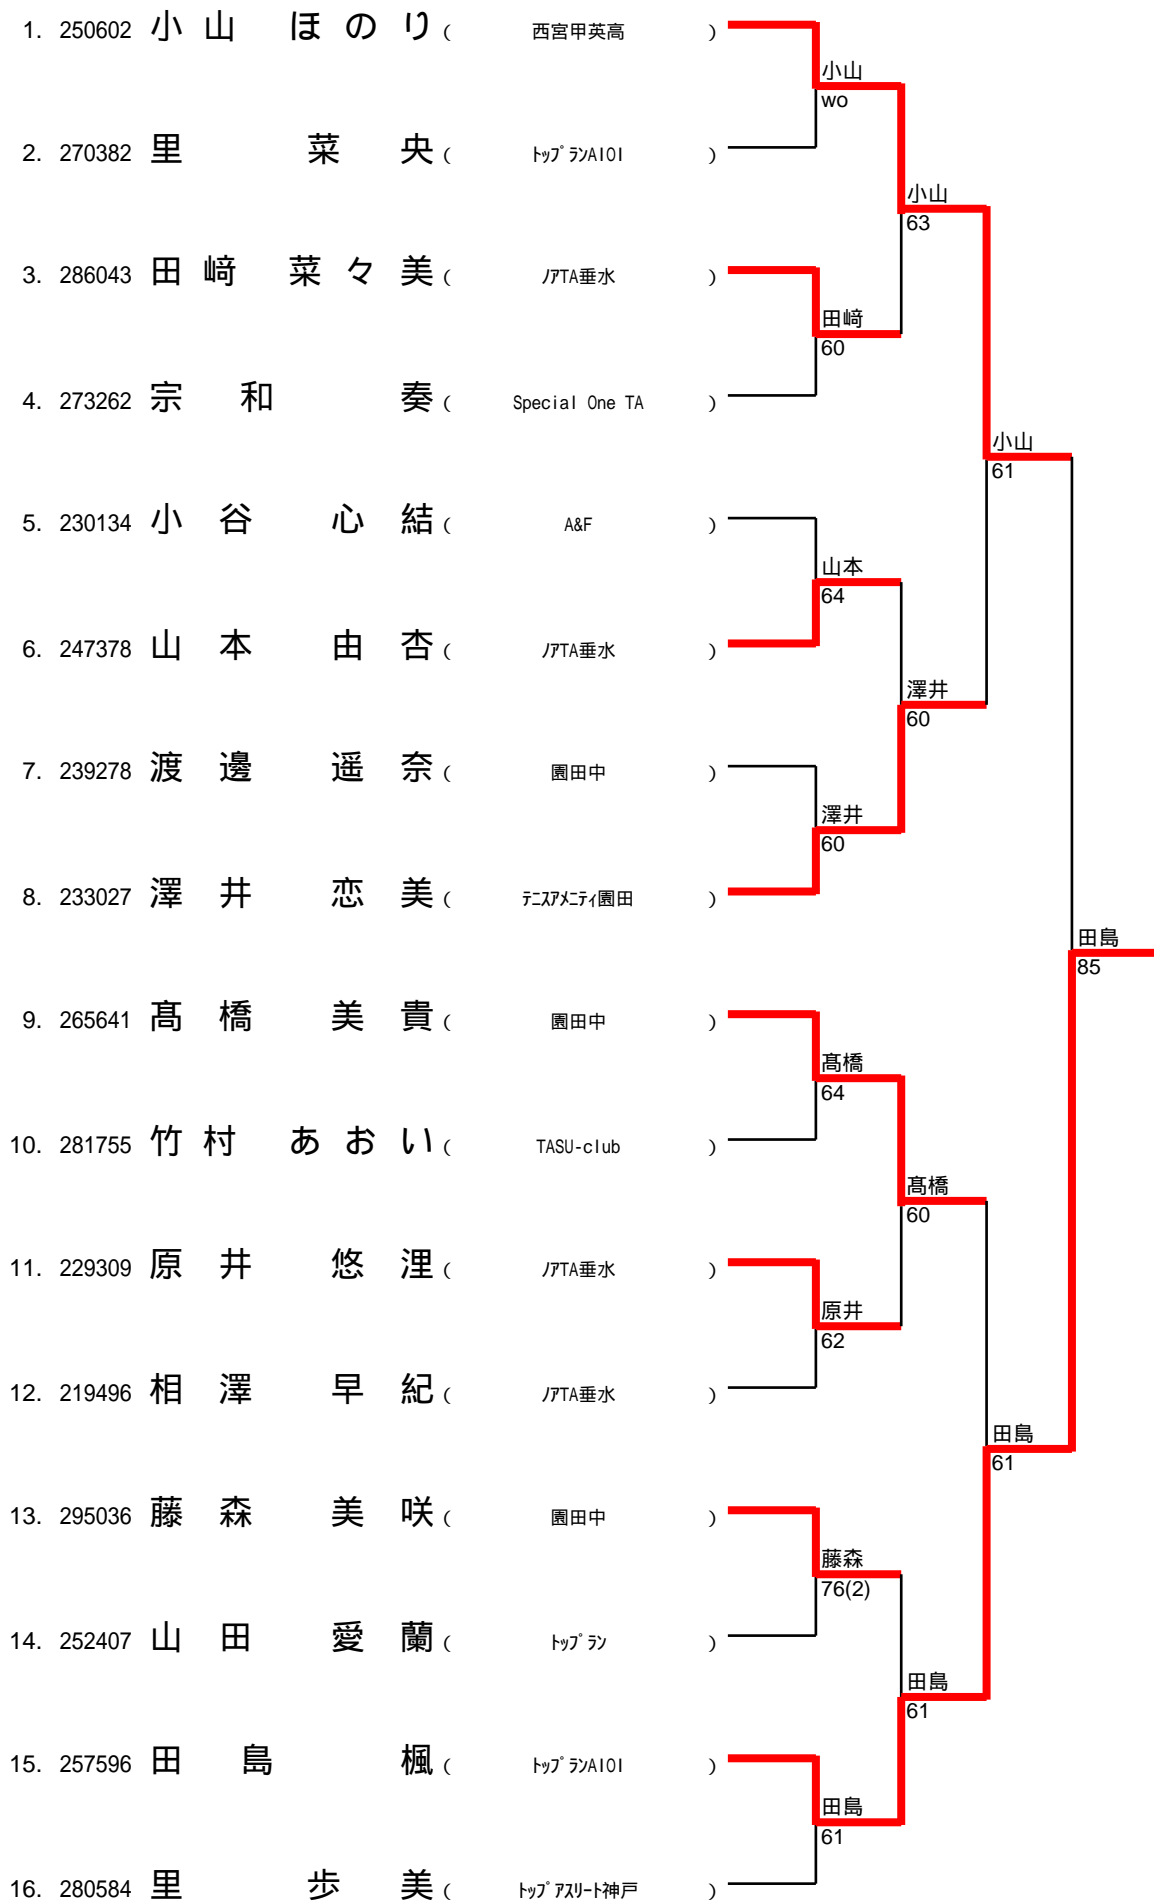 1. 250602 小山 ほのり ( 西宮甲英高 )
小山
wo
2. 270382 里 菜央 ( ﾄｯﾌﾟﾗﾝAIOI )
小山
63
3. 286043 田﨑 菜々美 ( ﾉｱTA垂水 )
田﨑
60
4. 273262 宗 和奏 ( Special One TA )
小山
61
5. 230134 小谷 心結 ( A&F )
山本
64
6. 247378 山本 由杏 ( ﾉｱTA垂水 )
澤井
60
7. 239278 渡邊 遥奈 ( 園田中 )
澤井
60
8. 233027 澤井 恋美 ( ﾃﾆｽｱﾒﾆﾃｨ園田 )
田島
85
9. 265641 髙橋 美貴 ( 園田中 )
髙橋
64
10. 281755 竹村 あおい ( TASU-club )
髙橋
60
11. 229309 原井 悠浬 ( ﾉｱTA垂水 )
原井
62
12. 219496 相澤 早紀 ( ﾉｱTA垂水 )
田島
61
13. 295036 藤森 美咲 ( 園田中 )
藤森
76(2)
14. 252407 山田 愛蘭 ( ﾄｯﾌﾟﾗﾝ )
田島
61
15. 257596 田島 楓 ( ﾄｯﾌﾟﾗﾝAIOI )
田島
61
16. 280584 里 歩美 ( ﾄｯﾌﾟｱｽﾘｰﾄ神戸 )